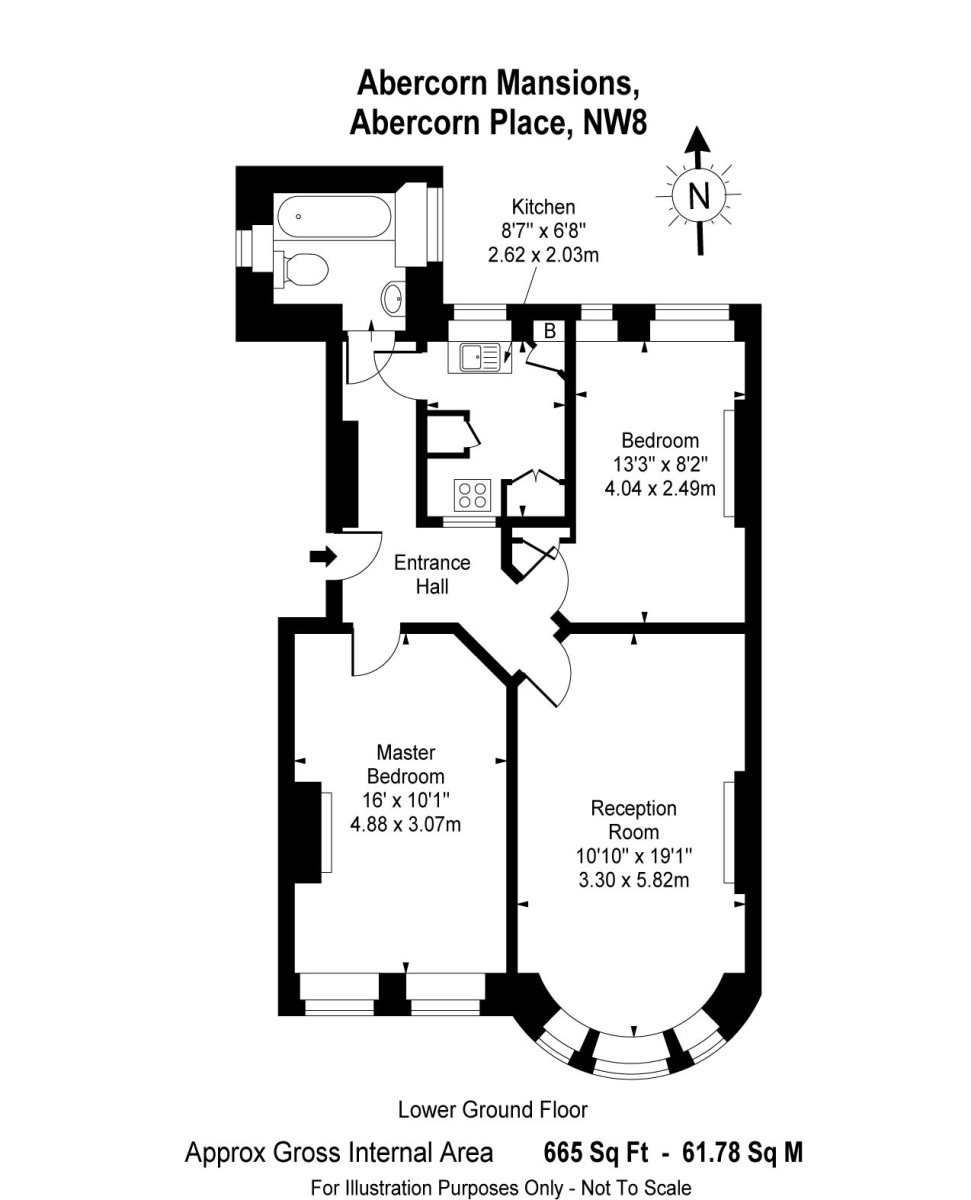 Abercorn Mansions,
Abercorn Place, NW8
N
Kitchen
8'7" x 6'8"
2.62 x 2.03m
B
Bedroom
13'3" x 8'2"
4.04 x 2.49m
Entrance
Hall
Master
Bedroom
16' x 10'1"
4.88 x 3.07m
Reception
Room
10'10" x 19'1"
3.30 x 5.82m
Lower Ground Floor
Approx Gross Internal Area 665 Sq Ft - 61.78 Sq M
For Illustration Purposes Only - Not To Scale